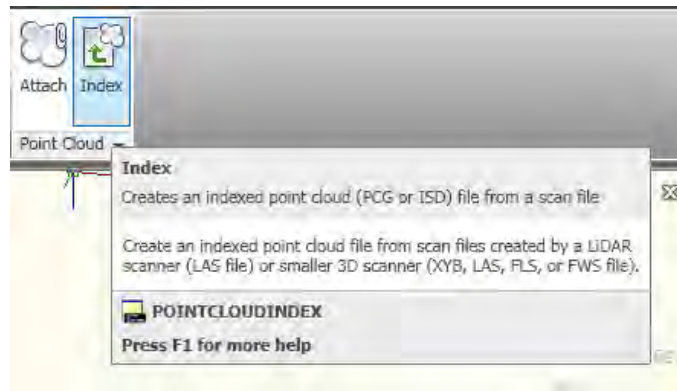 Attach Index
Point Cloud
Index
Creates an indexed point cloud (PCG or ISD) file from a scan file
Create an indexed point cloud file from scan files created by a LiDAR
scanner (LAS file) or smaller 3D scanner (XYB, LAS, FLS, or FWS file).
POINTCLOUDINDEX
Press F1 for more help